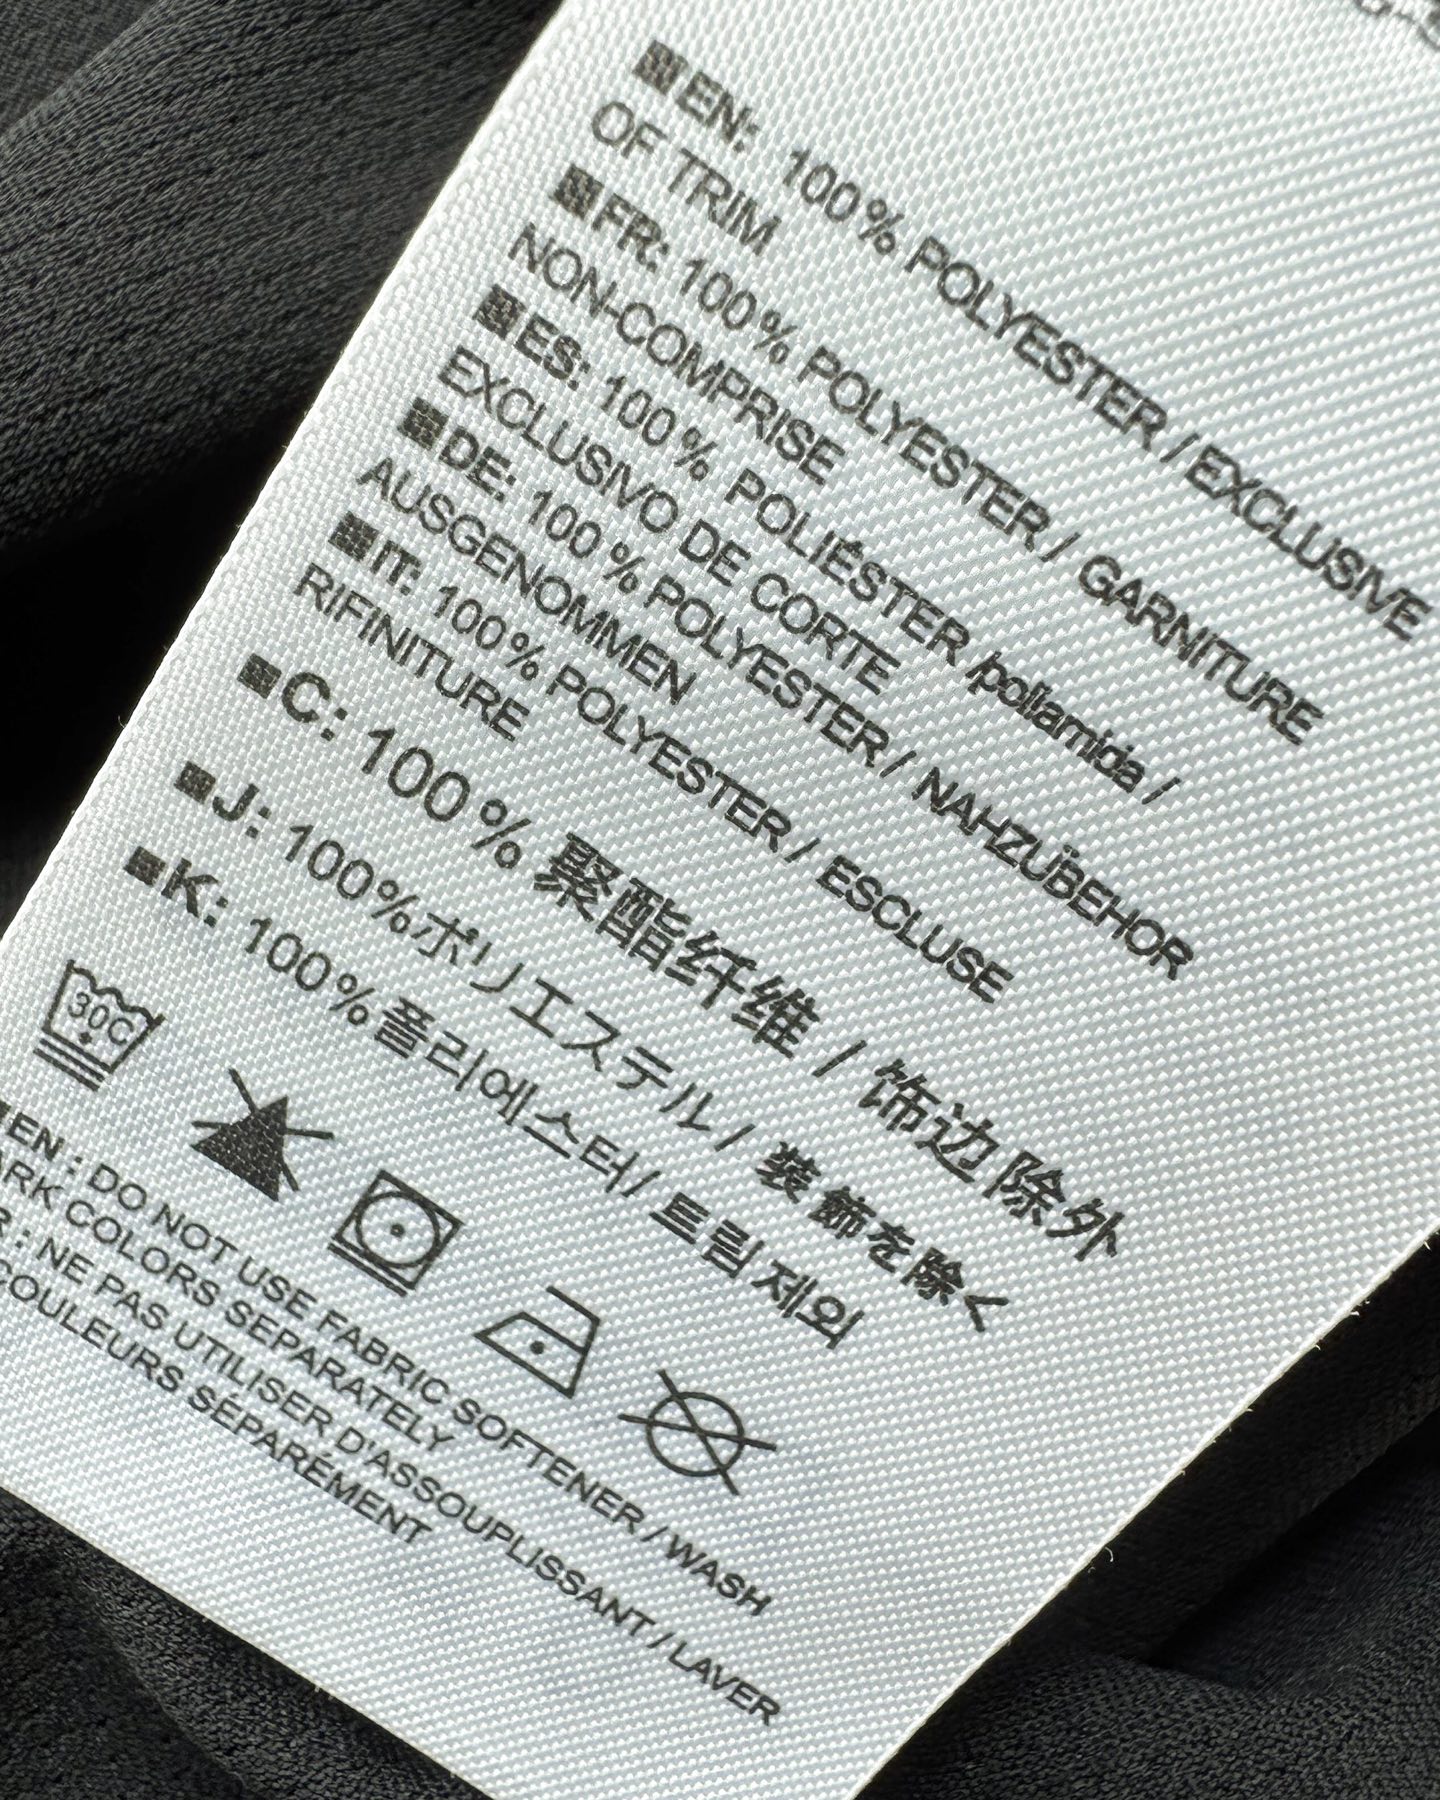 EN: 100% POLYESTER / EXCLUSIVE
OF TRIM
FR: 100% POLYESTER / GARNITURE
NON-COMPRISE
ES: 100% POLIÉSTER /poliamida /
EXCLUSIVO DE CORTE
DE: 100% POLYESTER / NAHZÜBEHOR
AUSGENOMMEN
IT: 100% POLYESTER / ESCLUSE
RIFINITURE
C: 100% 聚酯纤维 / 饰边除外
J: 100%ポリエステル/ 装飾を除く
K: 100%폴리에스터/ 트림제외
30C
EN : DO NOT USE FABRIC SOFTENER / WASH
ARK COLORS SEPARATELY
R : NE PAS UTILISER D'ASSOUPLISSANT / LAVER
COULEURS SÉPARÉMENT